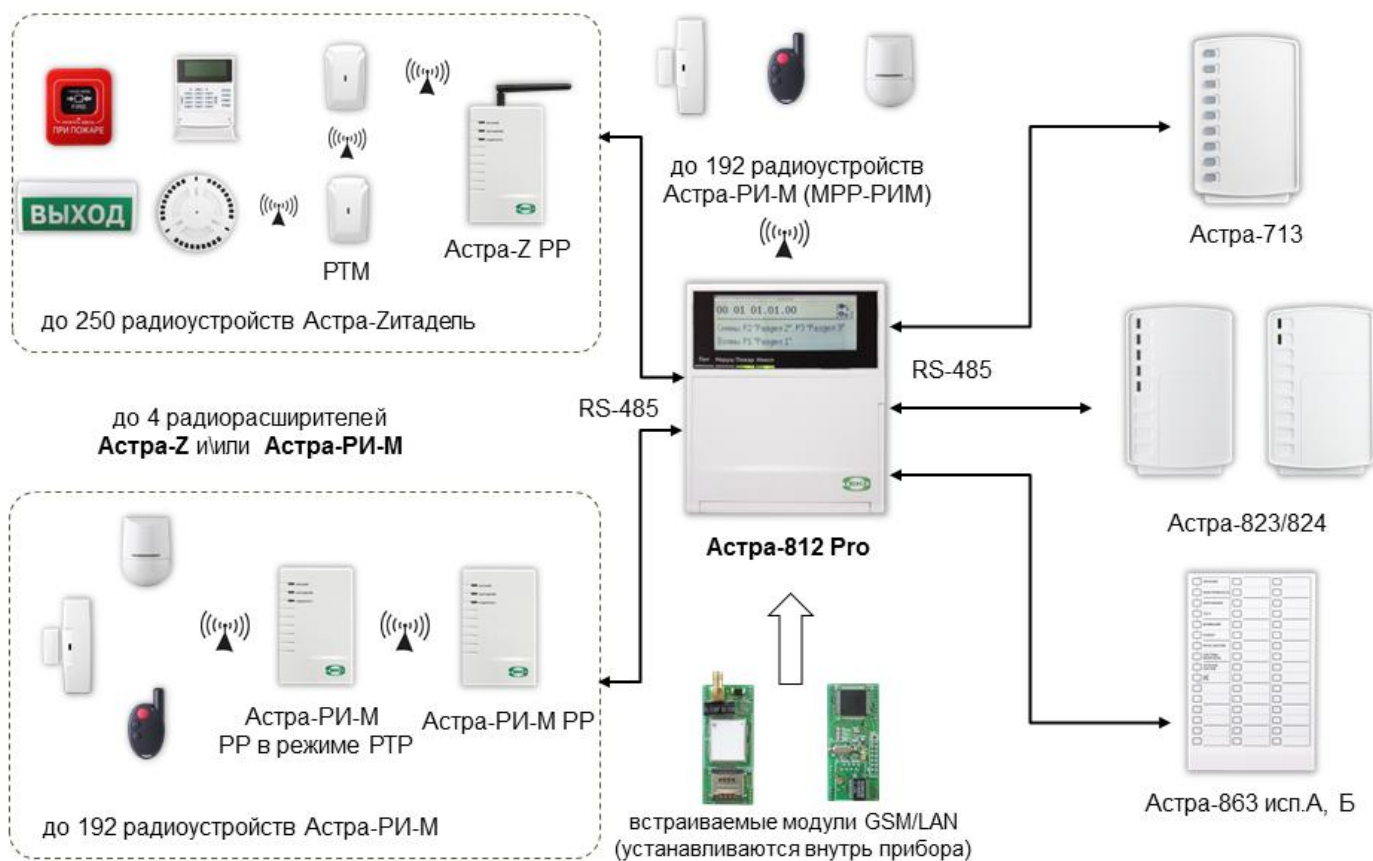 ПРИ ПОЖАРЕ
ВЫХОД
РТМ
Астра-Z РР
до 250 радиоустройств Астра-Zитадель
до 4 радиорасширителей
Астра-Z и\или Астра-РИ-М
Астра-РИ-М
РР в режиме РТР
Астра-РИ-М РР
до 192 радиоустройств Астра-РИ-М
до 192 радиоустройств
Астра-РИ-М (МРР-РИМ)
00 01 01.01.00
RS-485
RS-485
Астра-812 Pro
встраиваемые модули GSM/LAN
(устанавливаются внутрь прибора)
Астра-713
Астра-823/824
Астра-863 исп.А, Б